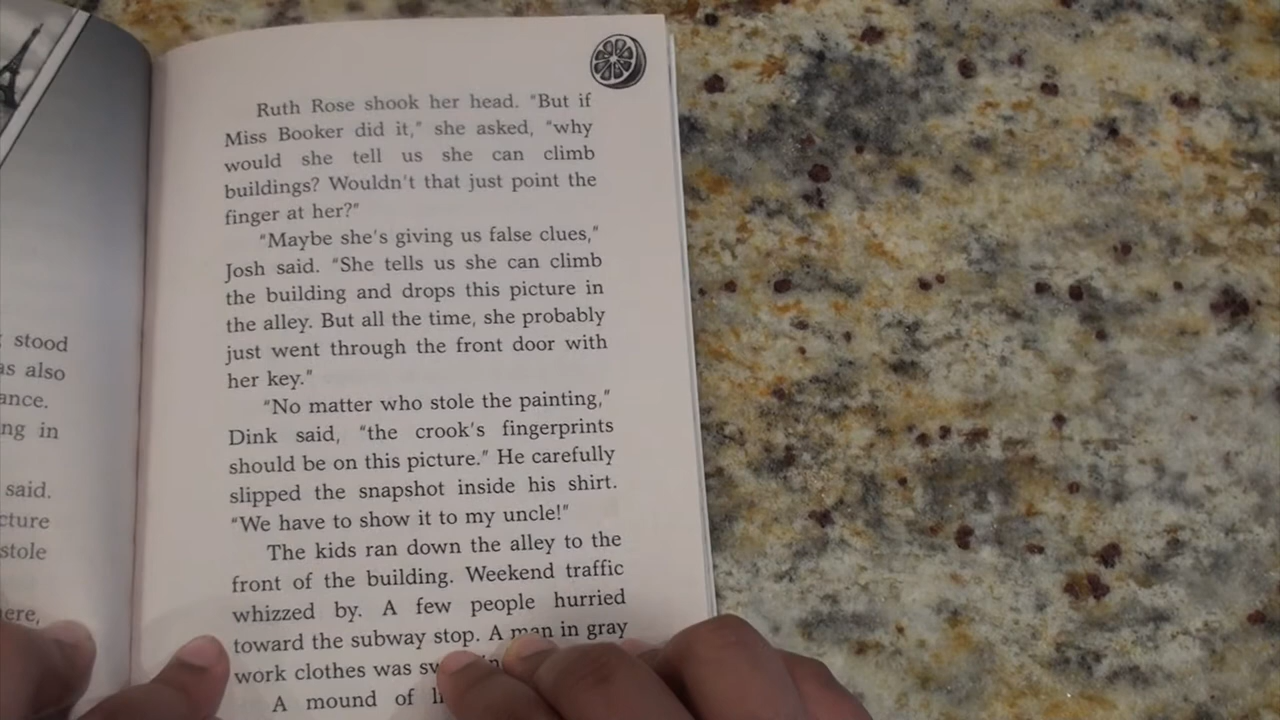 stood
as also
ance.
ng in
said.
cture
stole
ere,
Ruth Rose shook her head. "But if
Miss Booker did it," she asked, "why
would she tell us she can climb
buildings? Wouldn't that just point the
finger at her?"
"Maybe she's giving us false clues,"
Josh said. "She tells us she can climb
the building and drops this picture in
the alley. But all the time, she probably
just went through the front door with
her key."
"No matter who stole the painting,"
Dink said, "the crook's fingerprints
should be on this picture." He carefully
slipped the snapshot inside his shirt.
"We have to show it to my uncle!"
The kids ran down the alley to the
front of the building. Weekend traffic
whizzed by. A few people hurried
toward the subway stop. A man in gray
work clothes was
A mound of